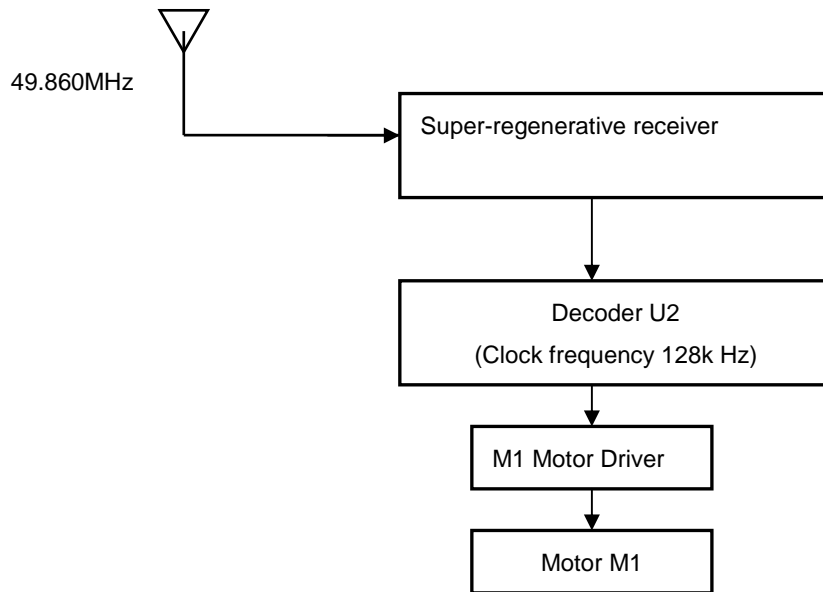 49.860MHz
Super-regenerative receiver
Decoder U2
(Clock frequency 128k Hz)
M1 Motor Driver
Motor M1